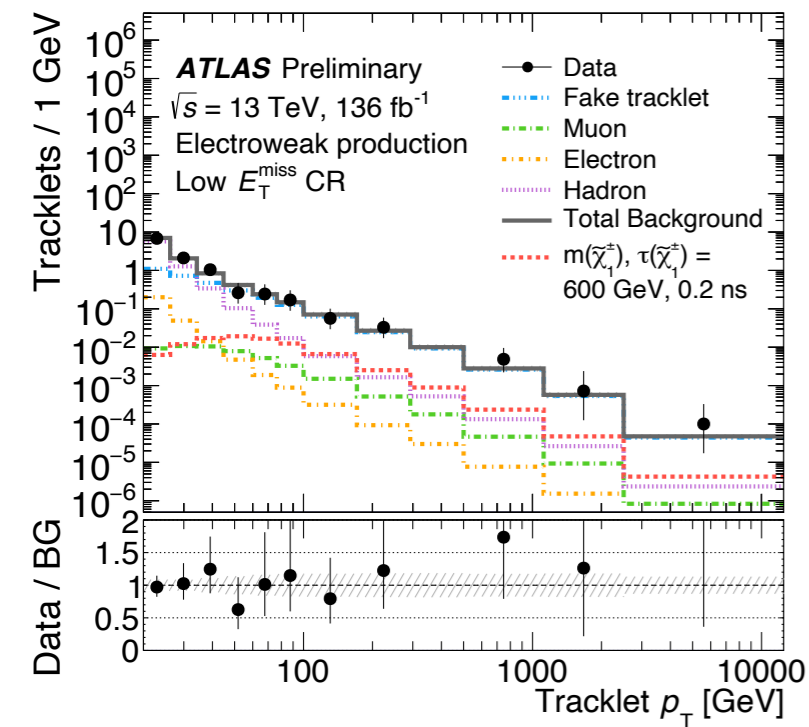 Tracklets / 1 GeV
10⁶
10⁵
10⁴
10³
10²
10
1
10⁻¹
10⁻²
10⁻³
10⁻⁴
10⁻⁵
10⁻⁶
ATLAS Preliminary
√s = 13 TeV, 136 fb⁻¹
Electroweak production
Low E_T^miss CR
Data
Fake tracklet
Muon
Electron
Hadron
Total Background
m(χ̃₁±), τ(χ̃₁±) =
600 GeV, 0.2 ns
Data / BG
2
1.5
1
0.5
0
100 1000 10000
Tracklet p_T [GeV]